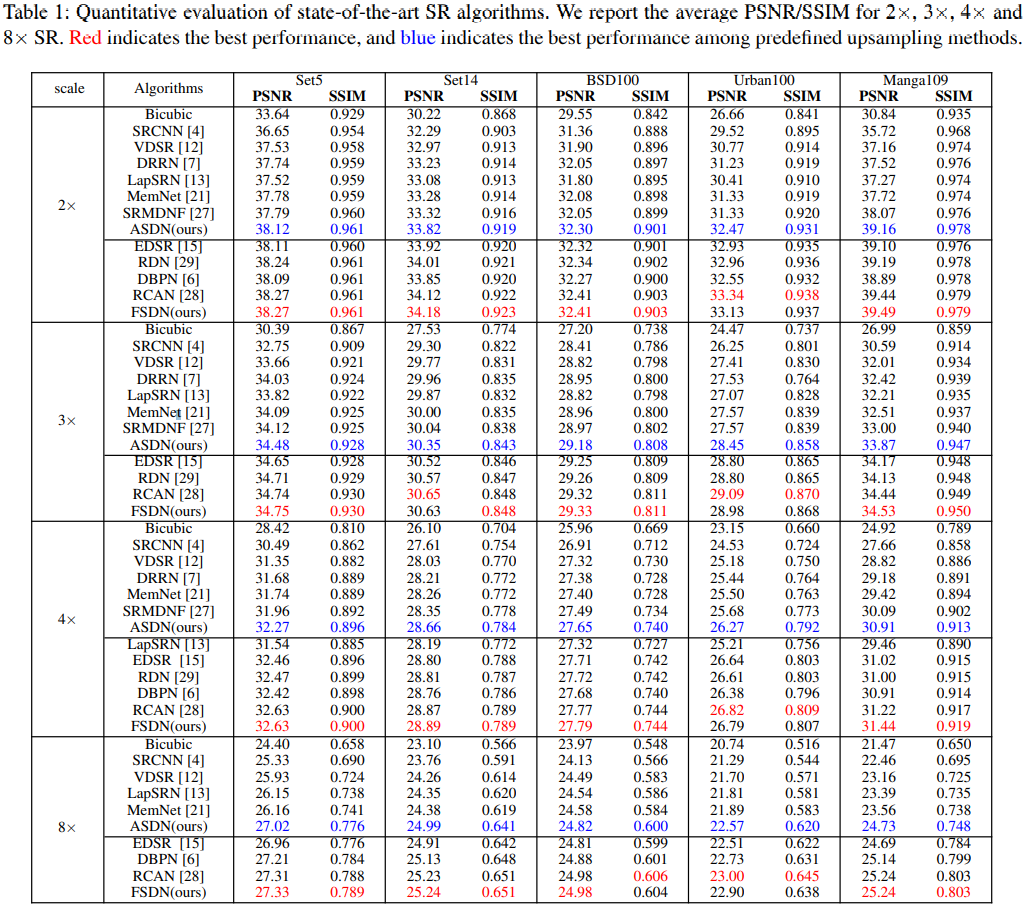 Table 1: Quantitative evaluation of state-of-the-art SR algorithms. We report the average PSNR/SSIM for 2×, 3×, 4× and
8× SR. Red indicates the best performance, and blue indicates the best performance among predefined upsampling methods.
scale Algorithms Set5 Set14 BSD100 Urban100 Manga109
PSNR SSIM PSNR SSIM PSNR SSIM PSNR SSIM PSNR SSIM
2×
Bicubic 33.64 0.929 30.22 0.868 29.55 0.842 26.66 0.841 30.84 0.935
SRCNN [4] 36.65 0.954 32.29 0.903 31.36 0.888 29.52 0.895 35.72 0.968
VDSR [12] 37.53 0.958 32.97 0.913 31.90 0.896 30.77 0.914 37.16 0.974
DRRN [7] 37.74 0.959 33.23 0.914 32.05 0.897 31.23 0.919 37.52 0.976
LapSRN [13] 37.52 0.959 33.08 0.913 31.80 0.895 30.41 0.910 37.27 0.974
MemNet [21] 37.78 0.959 33.28 0.914 32.08 0.898 31.33 0.919 37.72 0.974
SRMDNF [27] 37.79 0.960 33.32 0.916 32.05 0.899 31.33 0.920 38.07 0.976
ASDN(ours) 38.12 0.961 33.82 0.919 32.30 0.901 32.47 0.931 39.16 0.978
EDSR [15] 38.11 0.960 33.92 0.920 32.32 0.901 32.93 0.935 39.10 0.976
RDN [29] 38.24 0.961 34.01 0.921 32.34 0.902 32.96 0.936 39.19 0.978
DBPN [6] 38.09 0.961 33.85 0.920 32.27 0.900 32.55 0.932 38.89 0.978
RCAN [28] 38.27 0.961 34.12 0.922 32.41 0.903 33.34 0.938 39.44 0.979
FSDN(ours) 38.27 0.961 34.18 0.923 32.41 0.903 33.13 0.937 39.49 0.979
3×
Bicubic 30.39 0.867 27.53 0.774 27.20 0.738 24.47 0.737 26.99 0.859
SRCNN [4] 32.75 0.909 29.30 0.822 28.41 0.786 26.25 0.801 30.59 0.914
VDSR [12] 33.66 0.921 29.77 0.831 28.82 0.798 27.41 0.830 32.01 0.934
DRRN [7] 34.03 0.924 29.96 0.835 28.95 0.800 27.53 0.764 32.42 0.939
LapSRN [13] 33.82 0.922 29.87 0.832 28.82 0.798 27.07 0.828 32.21 0.935
MemNet [21] 34.09 0.925 30.00 0.835 28.96 0.800 27.57 0.839 32.51 0.937
SRMDNF [27] 34.12 0.925 30.04 0.838 28.97 0.802 27.57 0.839 33.00 0.940
ASDN(ours) 34.48 0.928 30.35 0.843 29.18 0.808 28.45 0.858 33.87 0.947
EDSR [15] 34.65 0.928 30.52 0.846 29.25 0.809 28.80 0.865 34.17 0.948
RDN [29] 34.71 0.929 30.57 0.847 29.26 0.809 28.80 0.865 34.13 0.948
RCAN [28] 34.74 0.930 30.65 0.848 29.32 0.811 29.09 0.870 34.44 0.949
FSDN(ours) 34.75 0.930 30.63 0.848 29.33 0.811 28.98 0.868 34.53 0.950
4×
Bicubic 28.42 0.810 26.10 0.704 25.96 0.669 23.15 0.660 24.92 0.789
SRCNN [4] 30.49 0.862 27.61 0.754 26.91 0.712 24.53 0.724 27.66 0.858
VDSR [12] 31.35 0.882 28.03 0.770 27.32 0.730 25.18 0.750 28.82 0.886
DRRN [7] 31.68 0.889 28.21 0.772 27.38 0.728 25.44 0.764 29.18 0.891
MemNet [21] 31.74 0.889 28.26 0.772 27.40 0.728 25.50 0.763 29.42 0.894
SRMDNF [27] 31.96 0.892 28.35 0.778 27.49 0.734 25.68 0.773 30.09 0.902
ASDN(ours) 32.27 0.896 28.66 0.784 27.65 0.740 26.27 0.792 30.91 0.913
LapSRN [13] 31.54 0.885 28.19 0.772 27.32 0.727 25.21 0.756 29.46 0.890
EDSR [15] 32.46 0.896 28.80 0.788 27.71 0.742 26.64 0.803 31.02 0.915
RDN [29] 32.47 0.899 28.81 0.787 27.72 0.742 26.61 0.803 31.00 0.915
DBPN [6] 32.42 0.898 28.76 0.786 27.68 0.740 26.38 0.796 30.91 0.914
RCAN [28] 32.63 0.900 28.87 0.789 27.77 0.744 26.82 0.809 31.22 0.917
FSDN(ours) 32.63 0.900 28.89 0.789 27.79 0.744 26.79 0.807 31.44 0.919
8×
Bicubic 24.40 0.658 23.10 0.566 23.97 0.548 20.74 0.516 21.47 0.650
SRCNN [4] 25.33 0.690 23.76 0.591 24.13 0.566 21.29 0.544 22.46 0.695
VDSR [12] 25.93 0.724 24.26 0.614 24.49 0.583 21.70 0.571 23.16 0.725
LapSRN [13] 26.15 0.738 24.35 0.620 24.54 0.586 21.81 0.581 23.39 0.735
MemNet [21] 26.16 0.741 24.38 0.619 24.58 0.584 21.89 0.583 23.56 0.738
ASDN(ours) 27.02 0.776 24.99 0.641 24.82 0.600 22.57 0.620 24.73 0.748
EDSR [15] 26.96 0.776 24.91 0.642 24.81 0.599 22.51 0.622 24.69 0.784
DBPN [6] 27.21 0.784 25.13 0.648 24.88 0.601 22.73 0.631 25.14 0.799
RCAN [28] 27.31 0.788 25.23 0.651 24.98 0.606 23.00 0.645 25.24 0.803
FSDN(ours) 27.33 0.789 25.24 0.651 24.98 0.604 22.90 0.638 25.24 0.803